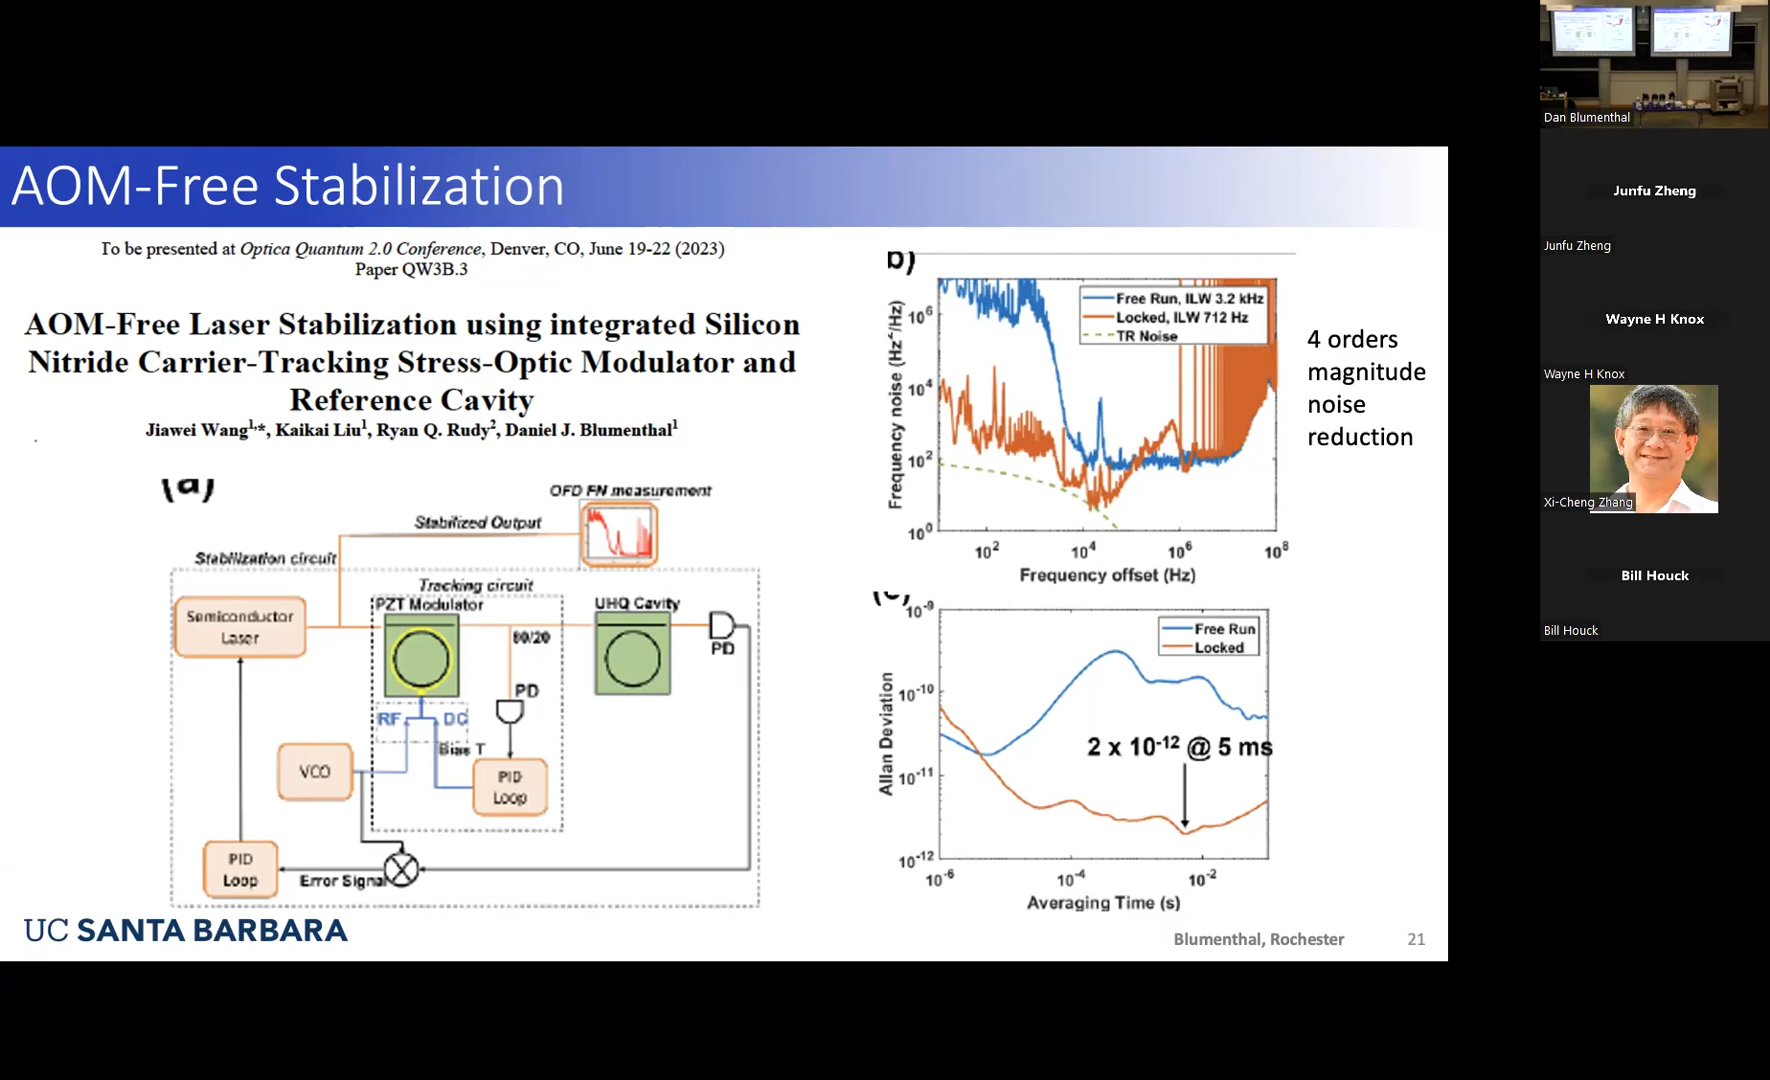 AOM-Free Stabilization
To be presented at Optica Quantum 2.0 Conference, Denver, CO, June 19-22 (2023)
Paper QW3B.3
AOM-Free Laser Stabilization using integrated Silicon
Nitride Carrier-Tracking Stress-Optic Modulator and
Reference Cavity
Jiawei Wang¹,*, Kaikai Liu¹, Ryan Q. Rudy², Daniel J. Blumenthal¹
(a)
OFD FN measurement
Stabilized Output
Stabilization circuit
Tracking circuit
Semiconductor
Laser
PZT Modulator
UHQ Cavity
80/20
PD
PD
RF
DC
Bias T
VCO
PID
Loop
PID
Loop
Error Signal
b)
Free Run, ILW 3.2 kHz
Locked, ILW 712 Hz
TR Noise
Frequency noise (Hz²/Hz)
10⁶
10⁴
10²
10⁰
10²
10⁴
10⁶
10⁸
Frequency offset (Hz)
4 orders
magnitude
noise
reduction
(c)
Free Run
Locked
Allan Deviation
10⁻⁹
10⁻¹⁰
10⁻¹¹
10⁻¹²
2 x 10⁻¹² @ 5 ms
10⁻⁶
10⁻⁴
10⁻²
Averaging Time (s)
UC SANTA BARBARA
Blumenthal, Rochester
21
Dan Blumenthal
Junfu Zheng
Junfu Zheng
Wayne H Knox
Wayne H Knox
Xi-Cheng Zhang
Bill Houck
Bill Houck